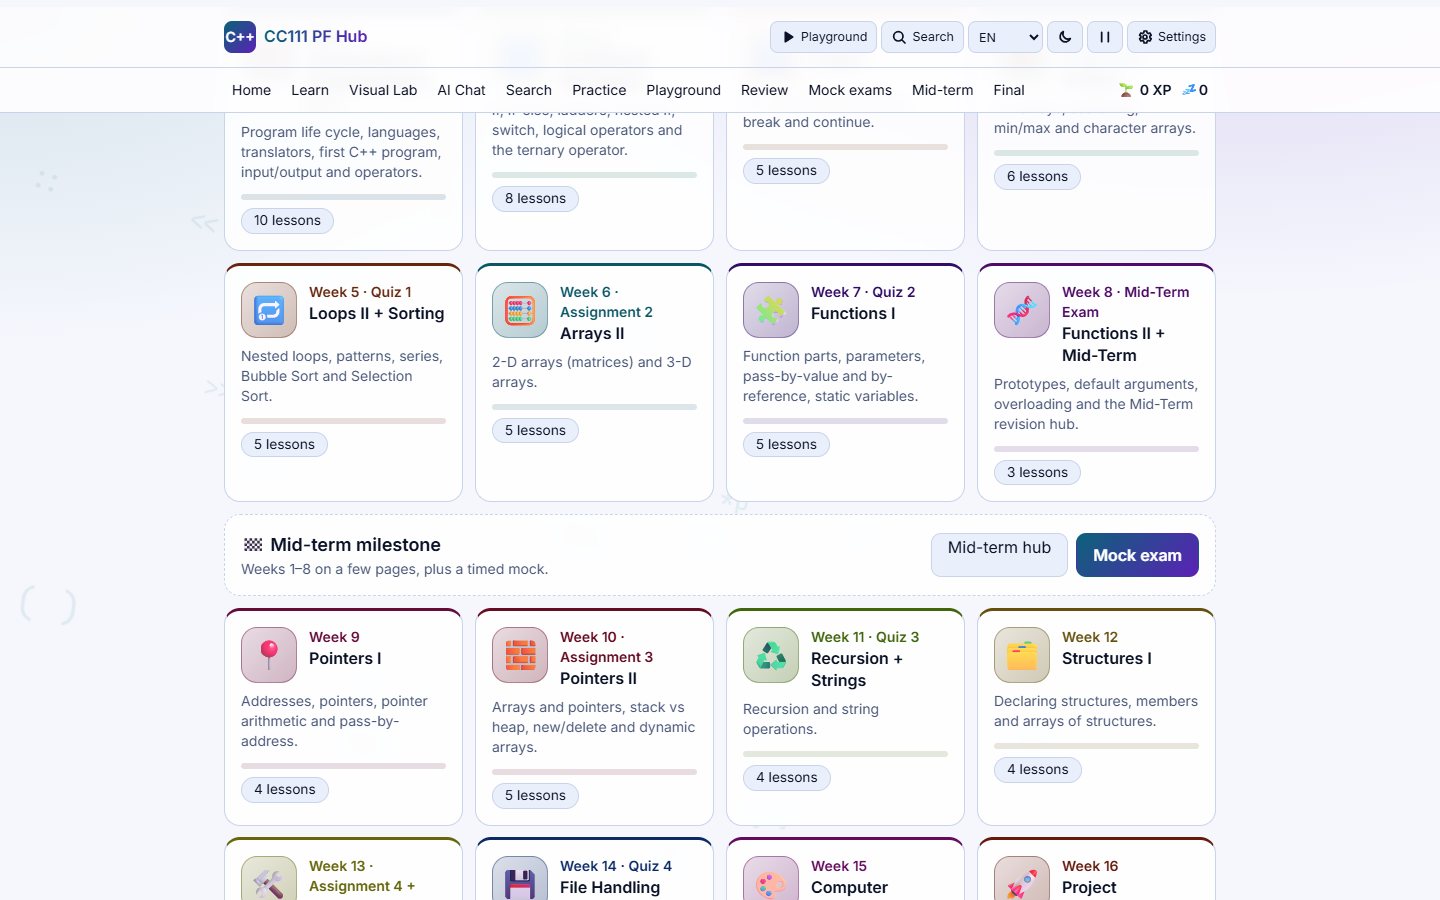 C++ CC111 PF Hub
Playground
Search
EN
Settings
Home Learn Visual Lab AI Chat Search Practice Playground Review Mock exams Mid-term Final
0 XP
0
Program life cycle, languages,
translators, first C++ program,
input/output and operators.
10 lessons
switch, logical operators and
the ternary operator.
8 lessons
break and continue.
5 lessons
min/max and character arrays.
6 lessons
Week 5 · Quiz 1
Loops II + Sorting
Nested loops, patterns, series,
Bubble Sort and Selection
Sort.
5 lessons
Week 6 ·
Assignment 2
Arrays II
2-D arrays (matrices) and 3-D
arrays.
5 lessons
Week 7 · Quiz 2
Functions I
Function parts, parameters,
pass-by-value and by-
reference, static variables.
5 lessons
Week 8 · Mid-Term
Exam
Functions II +
Mid-Term
Prototypes, default arguments,
overloading and the Mid-Term
revision hub.
3 lessons
Mid-term milestone
Weeks 1–8 on a few pages, plus a timed mock.
Mid-term hub
Mock exam
Week 9
Pointers I
Addresses, pointers, pointer
arithmetic and pass-by-
address.
4 lessons
Week 10 ·
Assignment 3
Pointers II
Arrays and pointers, stack vs
heap, new/delete and dynamic
arrays.
5 lessons
Week 11 · Quiz 3
Recursion +
Strings
Recursion and string
operations.
4 lessons
Week 12
Structures I
Declaring structures, members
and arrays of structures.
4 lessons
Week 13 ·
Assignment 4 +
Week 14 · Quiz 4
File Handling
Week 15
Computer
Week 16
Project
<<
>>
*p
( )